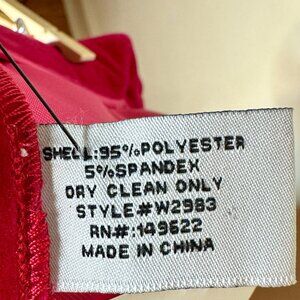 SHELL:95%POLYESTER
5%SPANDEX
DRY CLEAN ONLY
STYLE#W2983
RN#:149622
MADE IN CHINA